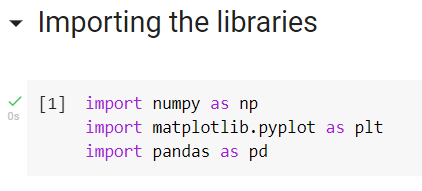 Importing the libraries
[1] import numpy as np
import matplotlib.pyplot as plt
import pandas as pd
0s